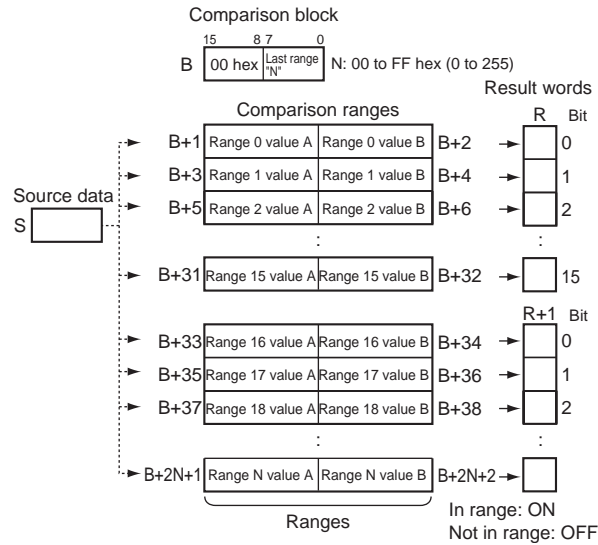 Comparison block
15 8 7 0
B 00 hex Last range "N" N: 00 to FF hex (0 to 255)
Result words
Comparison ranges R Bit
B+1 Range 0 value A Range 0 value B B+2 0
B+3 Range 1 value A Range 1 value B B+4 1
Source data
S
B+5 Range 2 value A Range 2 value B B+6 2
: :
B+31 Range 15 value A Range 15 value B B+32 15
R+1 Bit
B+33 Range 16 value A Range 16 value B B+34 0
B+35 Range 17 value A Range 17 value B B+36 1
B+37 Range 18 value A Range 18 value B B+38 2
: :
B+2N+1 Range N value A Range N value B B+2N+2
Ranges
In range: ON
Not in range: OFF